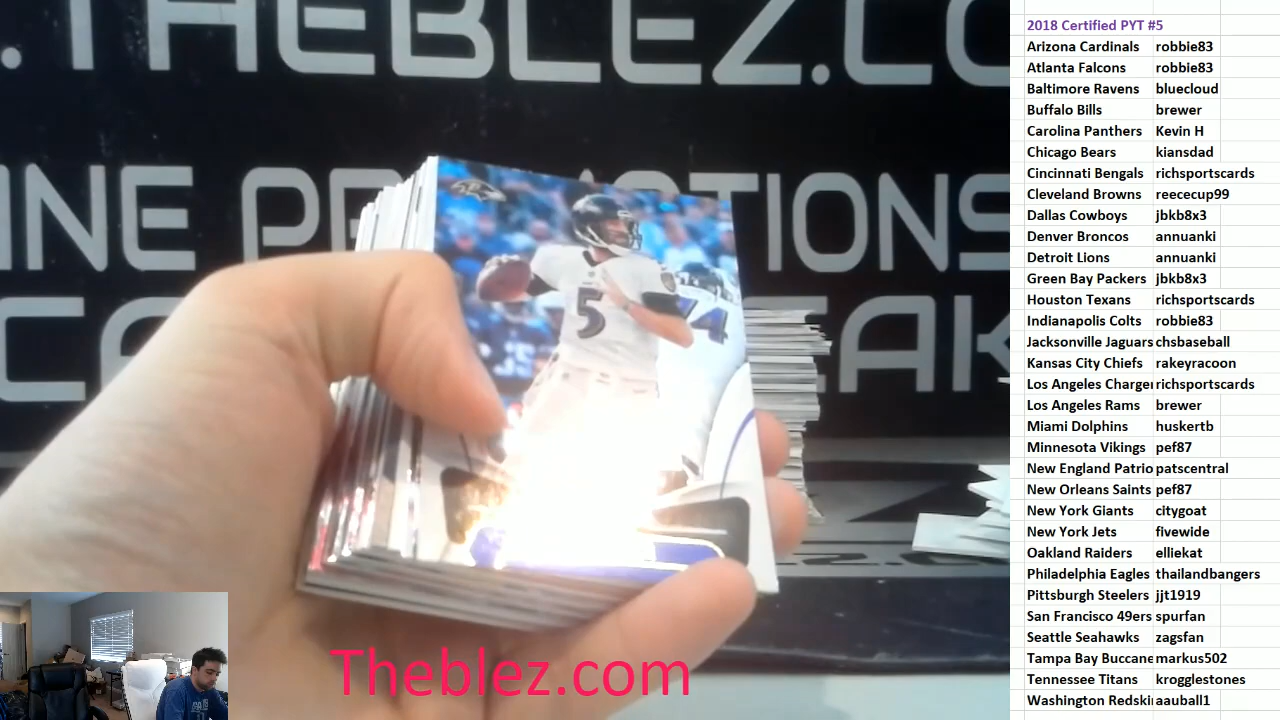 .THEBLEZ.CO
5
74
Theblez.com
2018 Certified PYT #5
Arizona Cardinals robbie83
Atlanta Falcons robbie83
Baltimore Ravens bluecloud
Buffalo Bills brewer
Carolina Panthers Kevin H
Chicago Bears kiansdad
Cincinnati Bengals richsportscards
Cleveland Browns reececup99
Dallas Cowboys jbkb8x3
Denver Broncos annuanki
Detroit Lions annuanki
Green Bay Packers jbkb8x3
Houston Texans richsportscards
Indianapolis Colts robbie83
Jacksonville Jaguars chsbaseball
Kansas City Chiefs rakeyracoon
Los Angeles Charge richsportscards
Los Angeles Rams brewer
Miami Dolphins huskertb
Minnesota Vikings pef87
New England Patrio patscentral
New Orleans Saints pef87
New York Giants citygoat
New York Jets fivewide
Oakland Raiders elliekat
Philadelphia Eagles thailandbangers
Pittsburgh Steelers jjt1919
San Francisco 49ers spurfan
Seattle Seahawks zagsfan
Tampa Bay Buccane markus502
Tennessee Titans krogglestones
Washington Redski aauball1